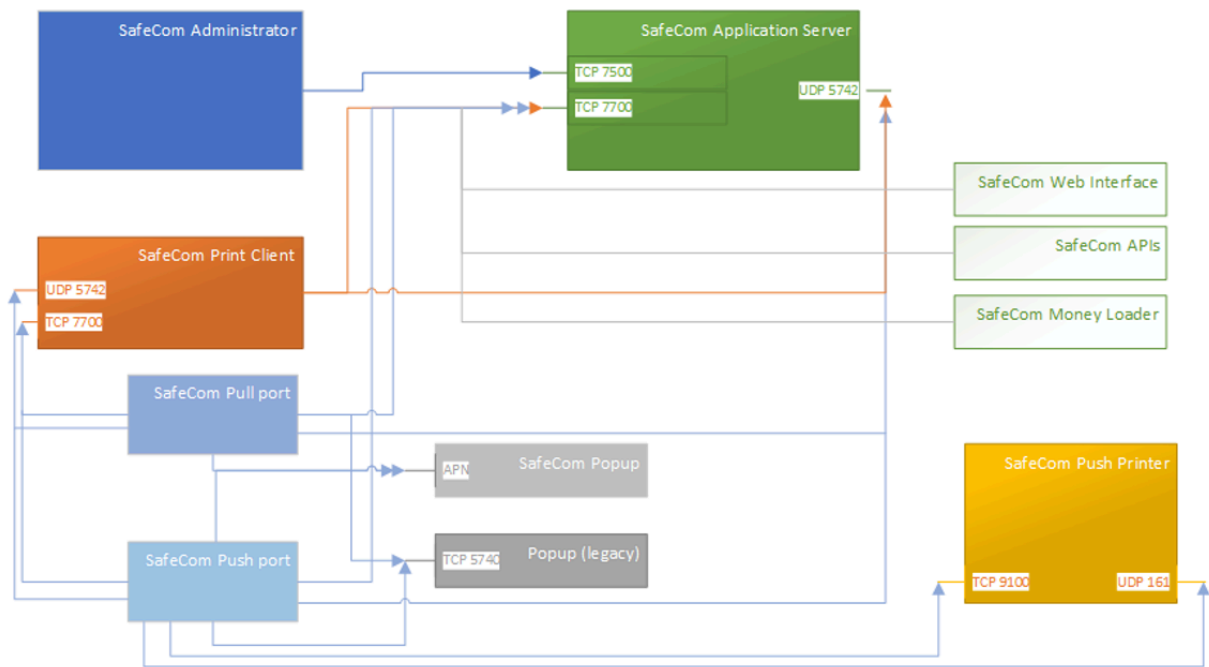 SafeCom Administrator
SafeCom Application Server
TCP 7500
UDP 5742
TCP 7700
SafeCom Web Interface
SafeCom APIs
SafeCom Money Loader
SafeCom Print Client
UDP 5742
TCP 7700
SafeCom Pull port
APN
SafeCom Popup
SafeCom Push Printer
SafeCom Push port
TCP 5740
Popup (legacy)
TCP 9100
UDP 161